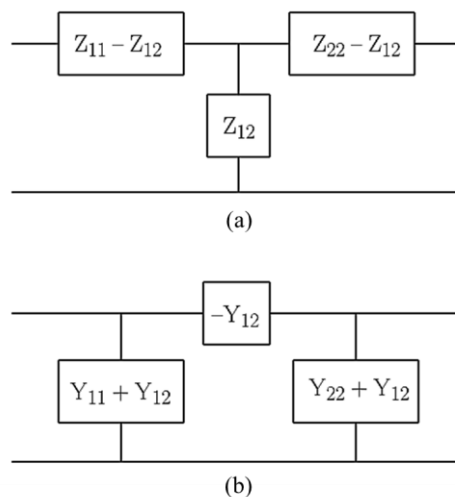 Z₁₁ – Z₁₂ Z₂₂ – Z₁₂
Z₁₂
(a)
–Y₁₂
Y₁₁ + Y₁₂ Y₂₂ + Y₁₂
(b)